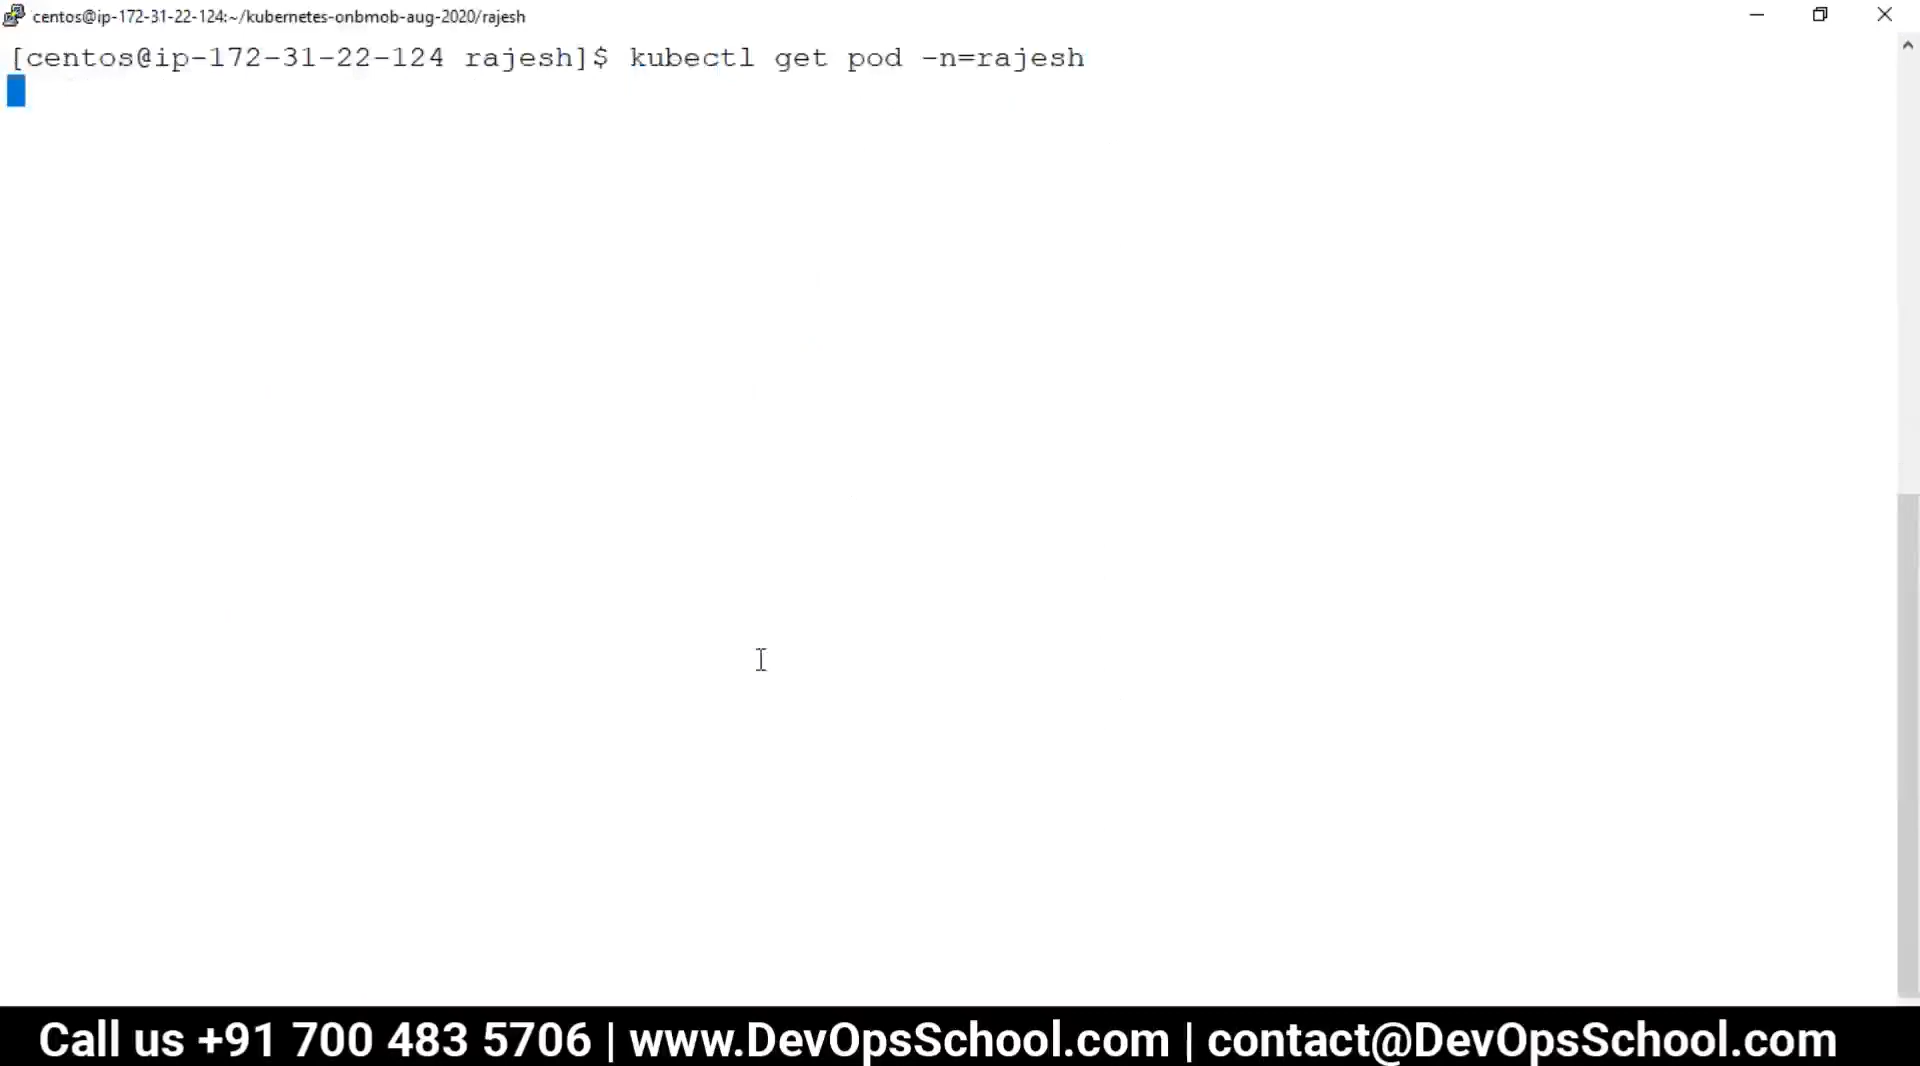 centos@ip-172-31-22-124:~/kubernetes-onbmob-aug-2020/rajesh
[centos@ip-172-31-22-124 rajesh]$ kubectl get pod -n=rajesh
Call us +91 700 483 5706 | www.DevOpsSchool.com | contact@DevOpsSchool.com